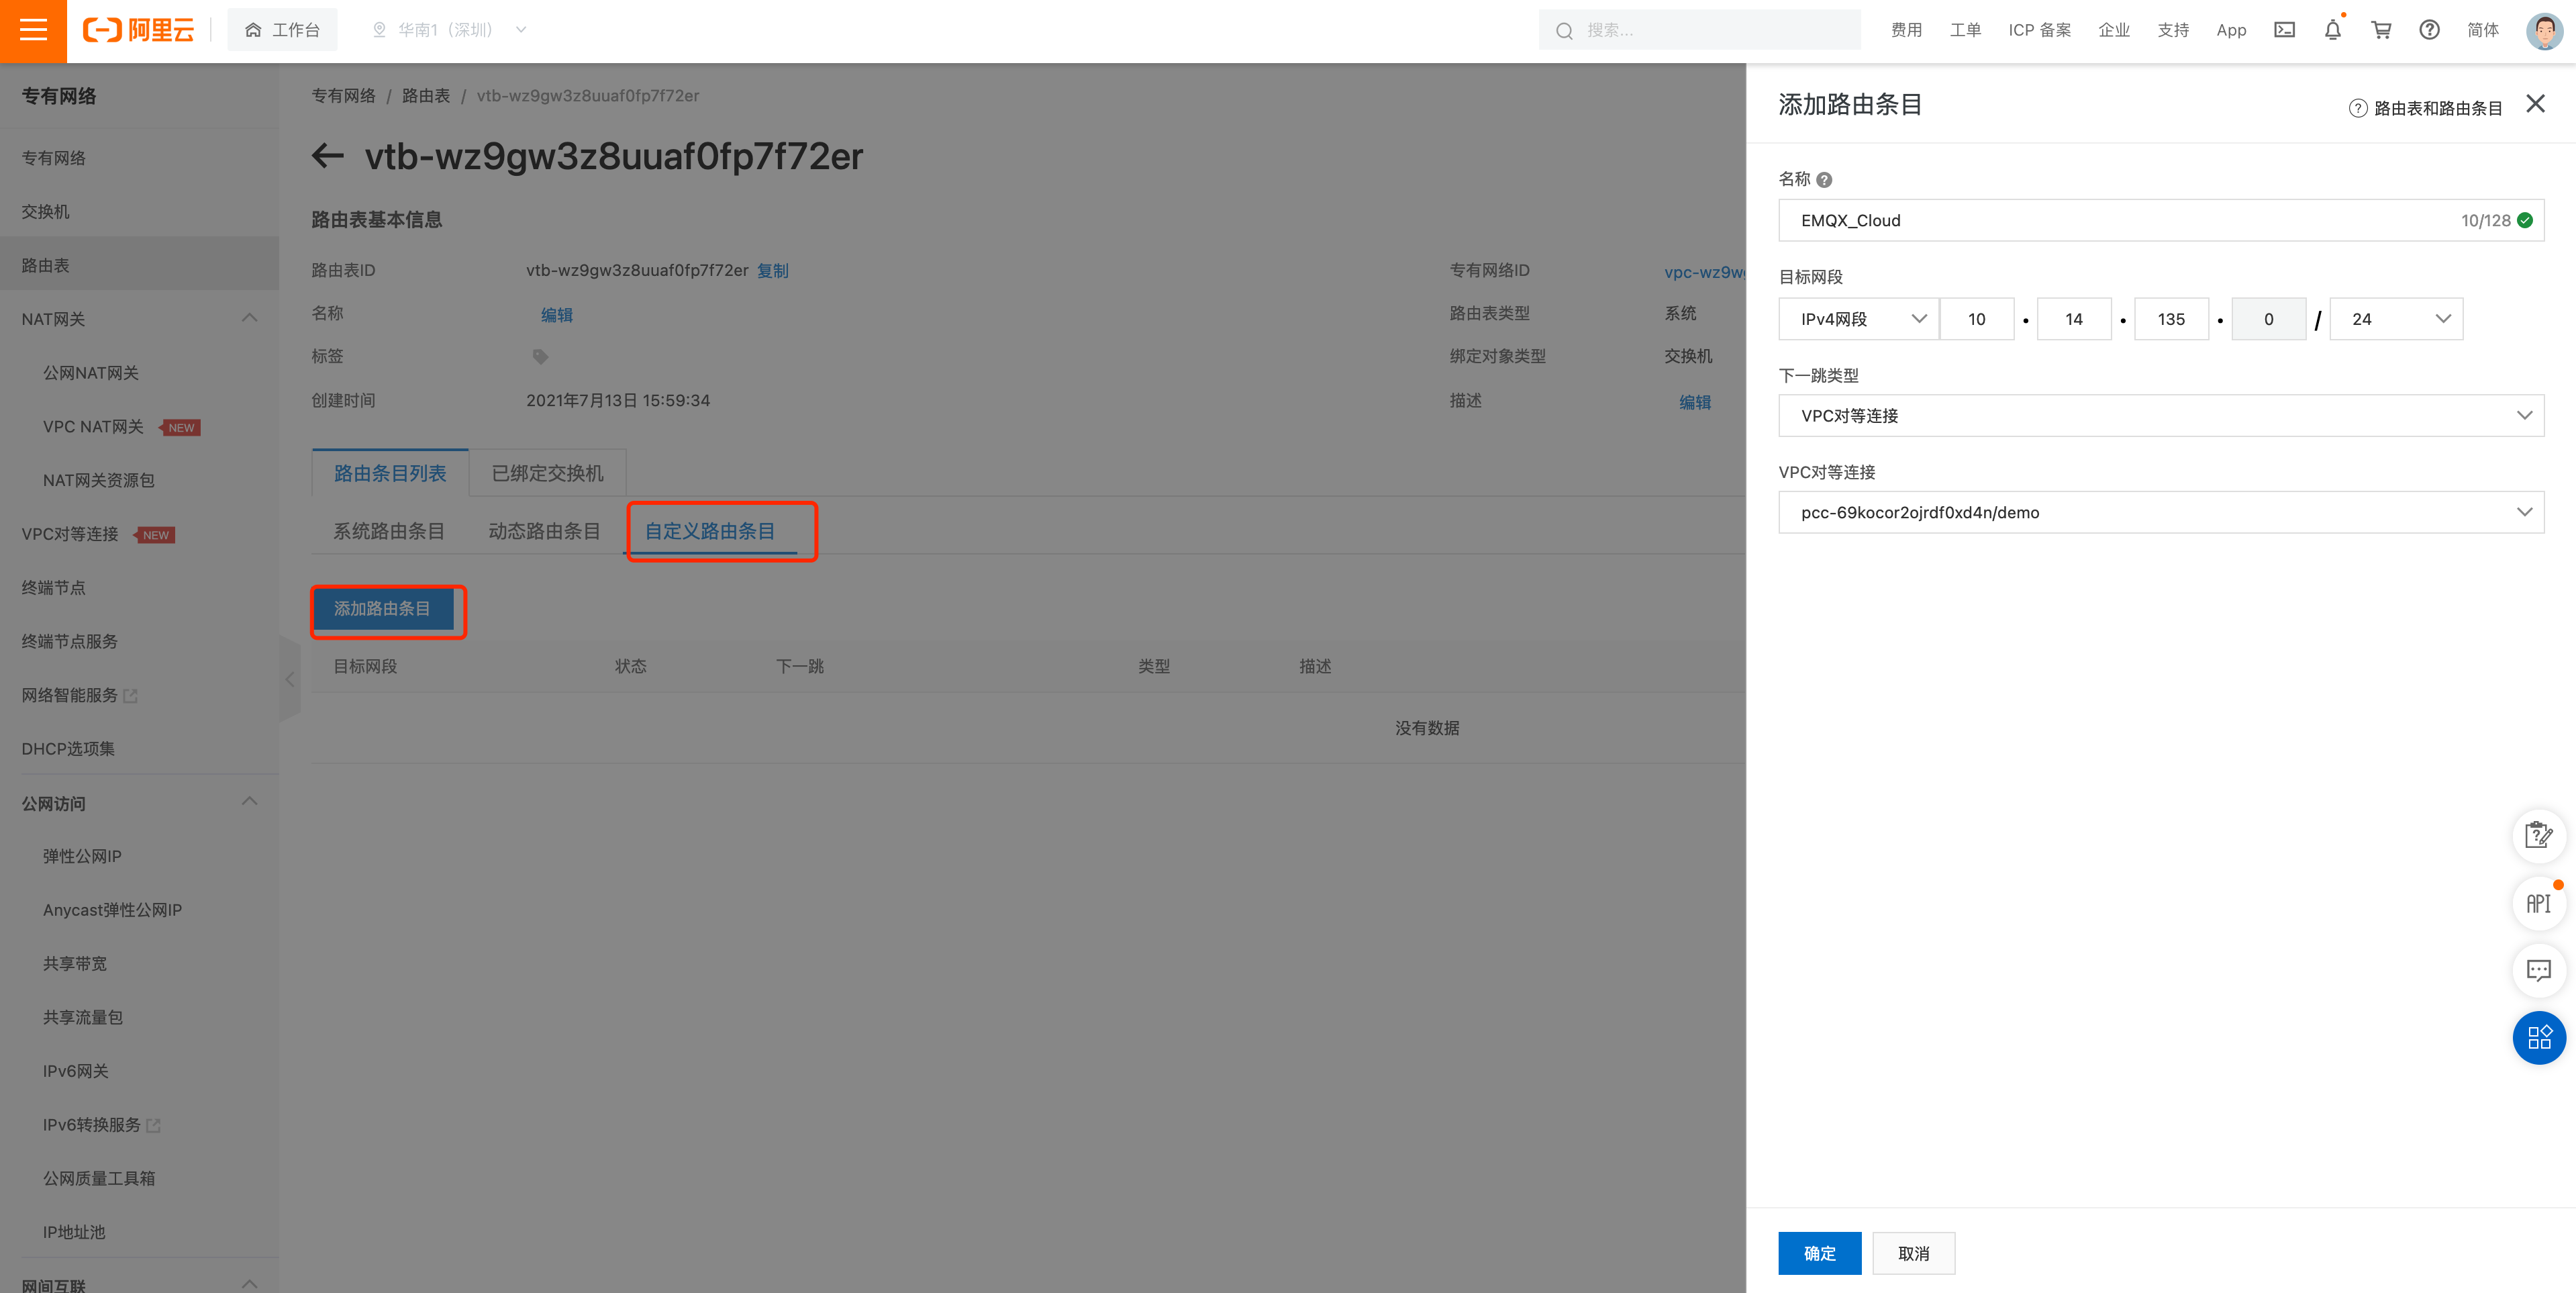 阿里云
工作台
华南1（深圳）
搜索...
费用
工单
ICP 备案
企业
支持
App
简体
专有网络
专有网络
交换机
路由表
NAT网关
公网NAT网关
VPC NAT网关 NEW
NAT网关资源包
VPC对等连接 NEW
终端节点
终端节点服务
网络智能服务
DHCP选项集
公网访问
弹性公网IP
Anycast弹性公网IP
共享带宽
共享流量包
IPv6网关
IPv6转换服务
公网质量工具箱
IP地址池
网间互联
专有网络 / 路由表 / vtb-wz9gw3z8uuaf0fp7f72er
vtb-wz9gw3z8uuaf0fp7f72er
路由表基本信息
路由表ID vtb-wz9gw3z8uuaf0fp7f72er 复制
专有网络ID vpc-wz9w
名称 编辑
路由表类型 系统
标签
绑定对象类型 交换机
创建时间 2021年7月13日 15:59:34
描述 编辑
路由条目列表 已绑定交换机
系统路由条目 动态路由条目 自定义路由条目
添加路由条目
目标网段 状态 下一跳 类型 描述
没有数据
添加路由条目
? 路由表和路由条目
名称 ?
EMQX_Cloud 10/128
目标网段
IPv4网段 10 . 14 . 135 . 0 / 24
下一跳类型
VPC对等连接
VPC对等连接
pcc-69kocor2ojrdf0xd4n/demo
API
确定 取消